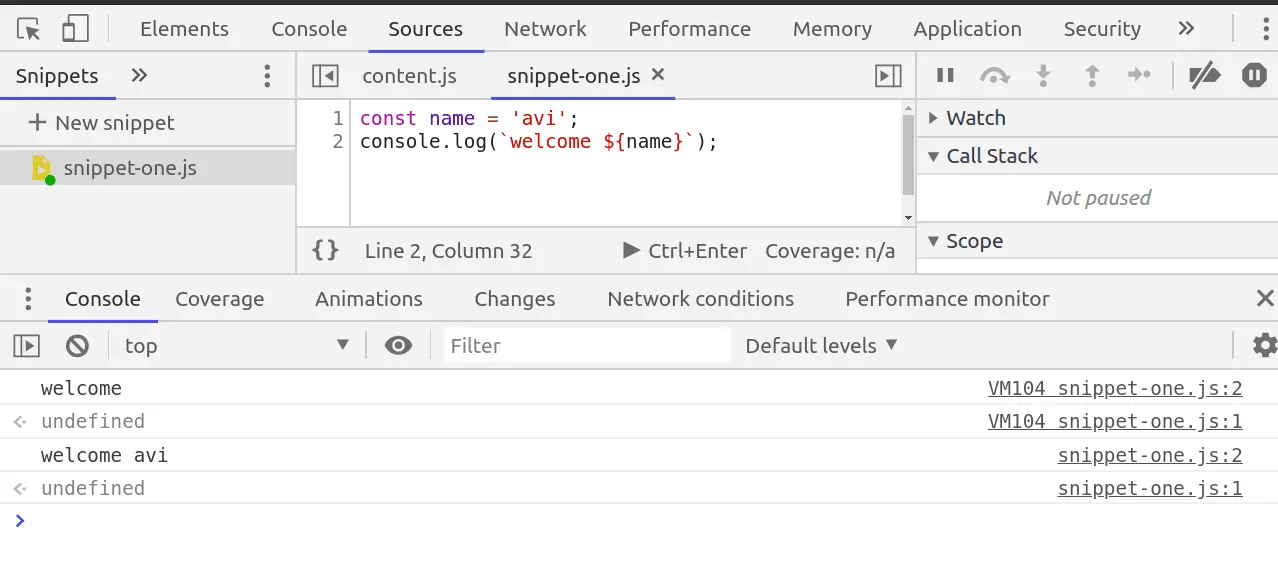 Elements Console Sources Network Performance Memory Application Security
Snippets
content.js snippet-one.js
New snippet
snippet-one.js
1 const name = 'avi';
2 console.log(`welcome ${name}`);
{} Line 2, Column 32 Ctrl+Enter Coverage: n/a
Watch
Call Stack
Not paused
Scope
Console Coverage Animations Changes Network conditions Performance monitor
top Filter Default levels
welcome VM104 snippet-one.js:2
undefined VM104 snippet-one.js:1
welcome avi snippet-one.js:2
undefined snippet-one.js:1